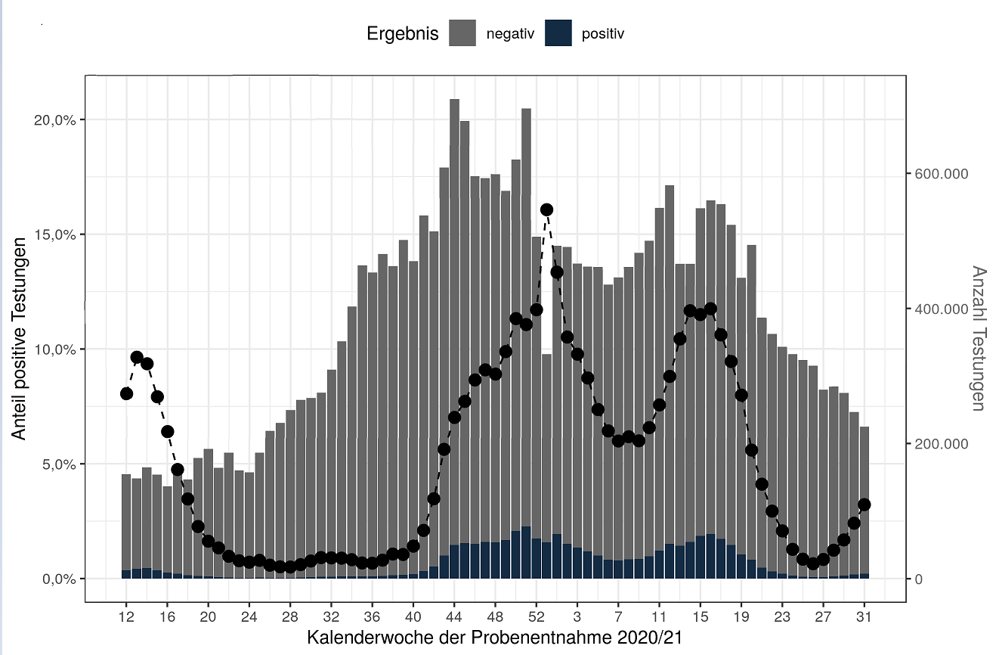 Ergebnis negativ positiv
20,0%
15,0%
10,0%
5,0%
0,0%
Anteil positive Testungen
600.000
400.000
200.000
0
Anzahl Testungen
12 16 20 24 28 32 36 40 44 48 52 3 7 11 15 19 23 27 31
Kalenderwoche der Probenentnahme 2020/21